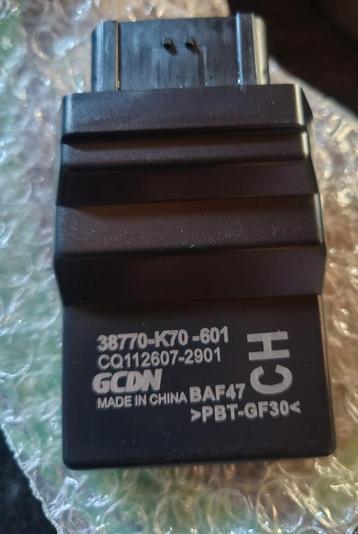 38770-K70-601
CQ112607-2901
GCDN
MADE IN CHINA BAF47
>PBT-GF30<
CH